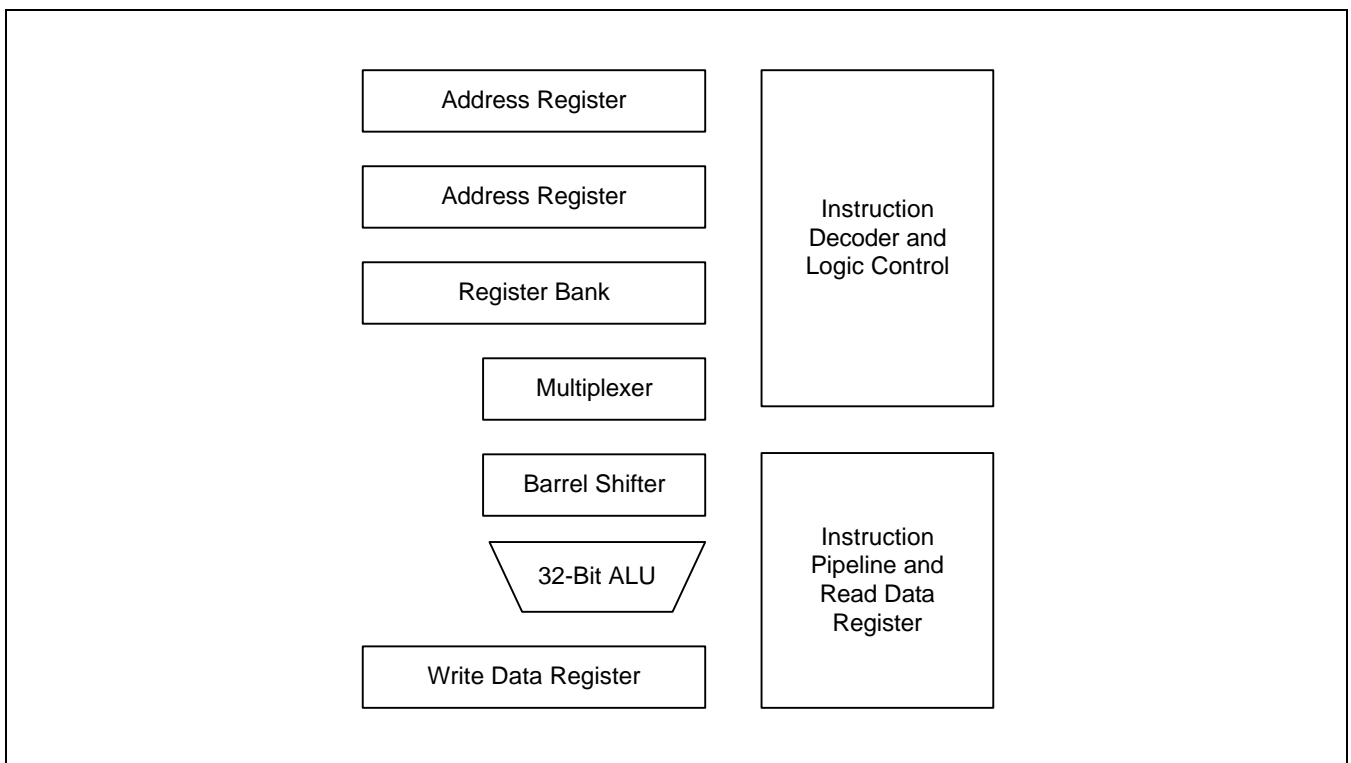 Address Register
Address Register
Register Bank
Multiplexer
Barrel Shifter
32-Bit ALU
Write Data Register
Instruction
Decoder and
Logic Control
Instruction
Pipeline and
Read Data
Register